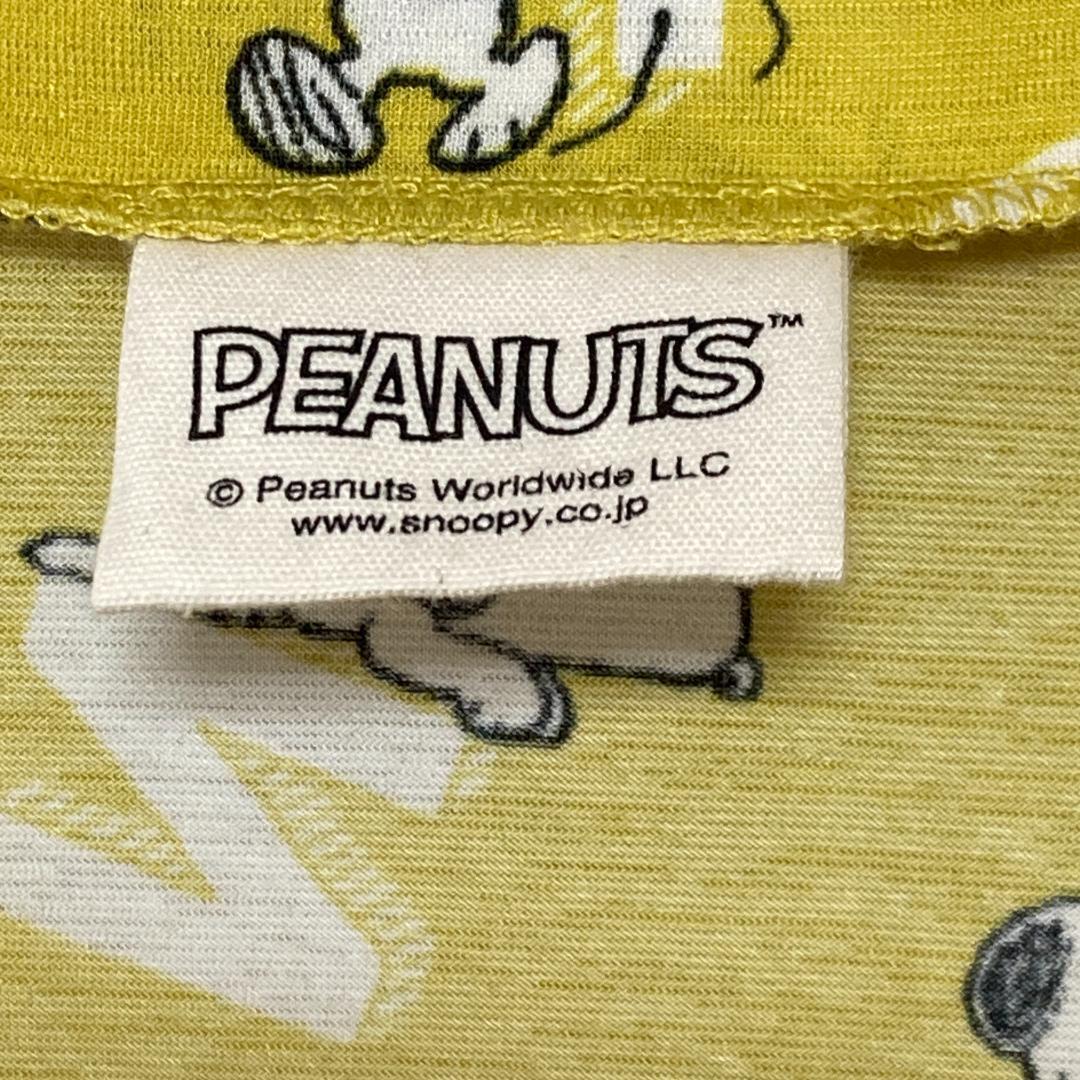 PEANUTS™
© Peanuts Worldwide LLC
www.snoopy.co.jp